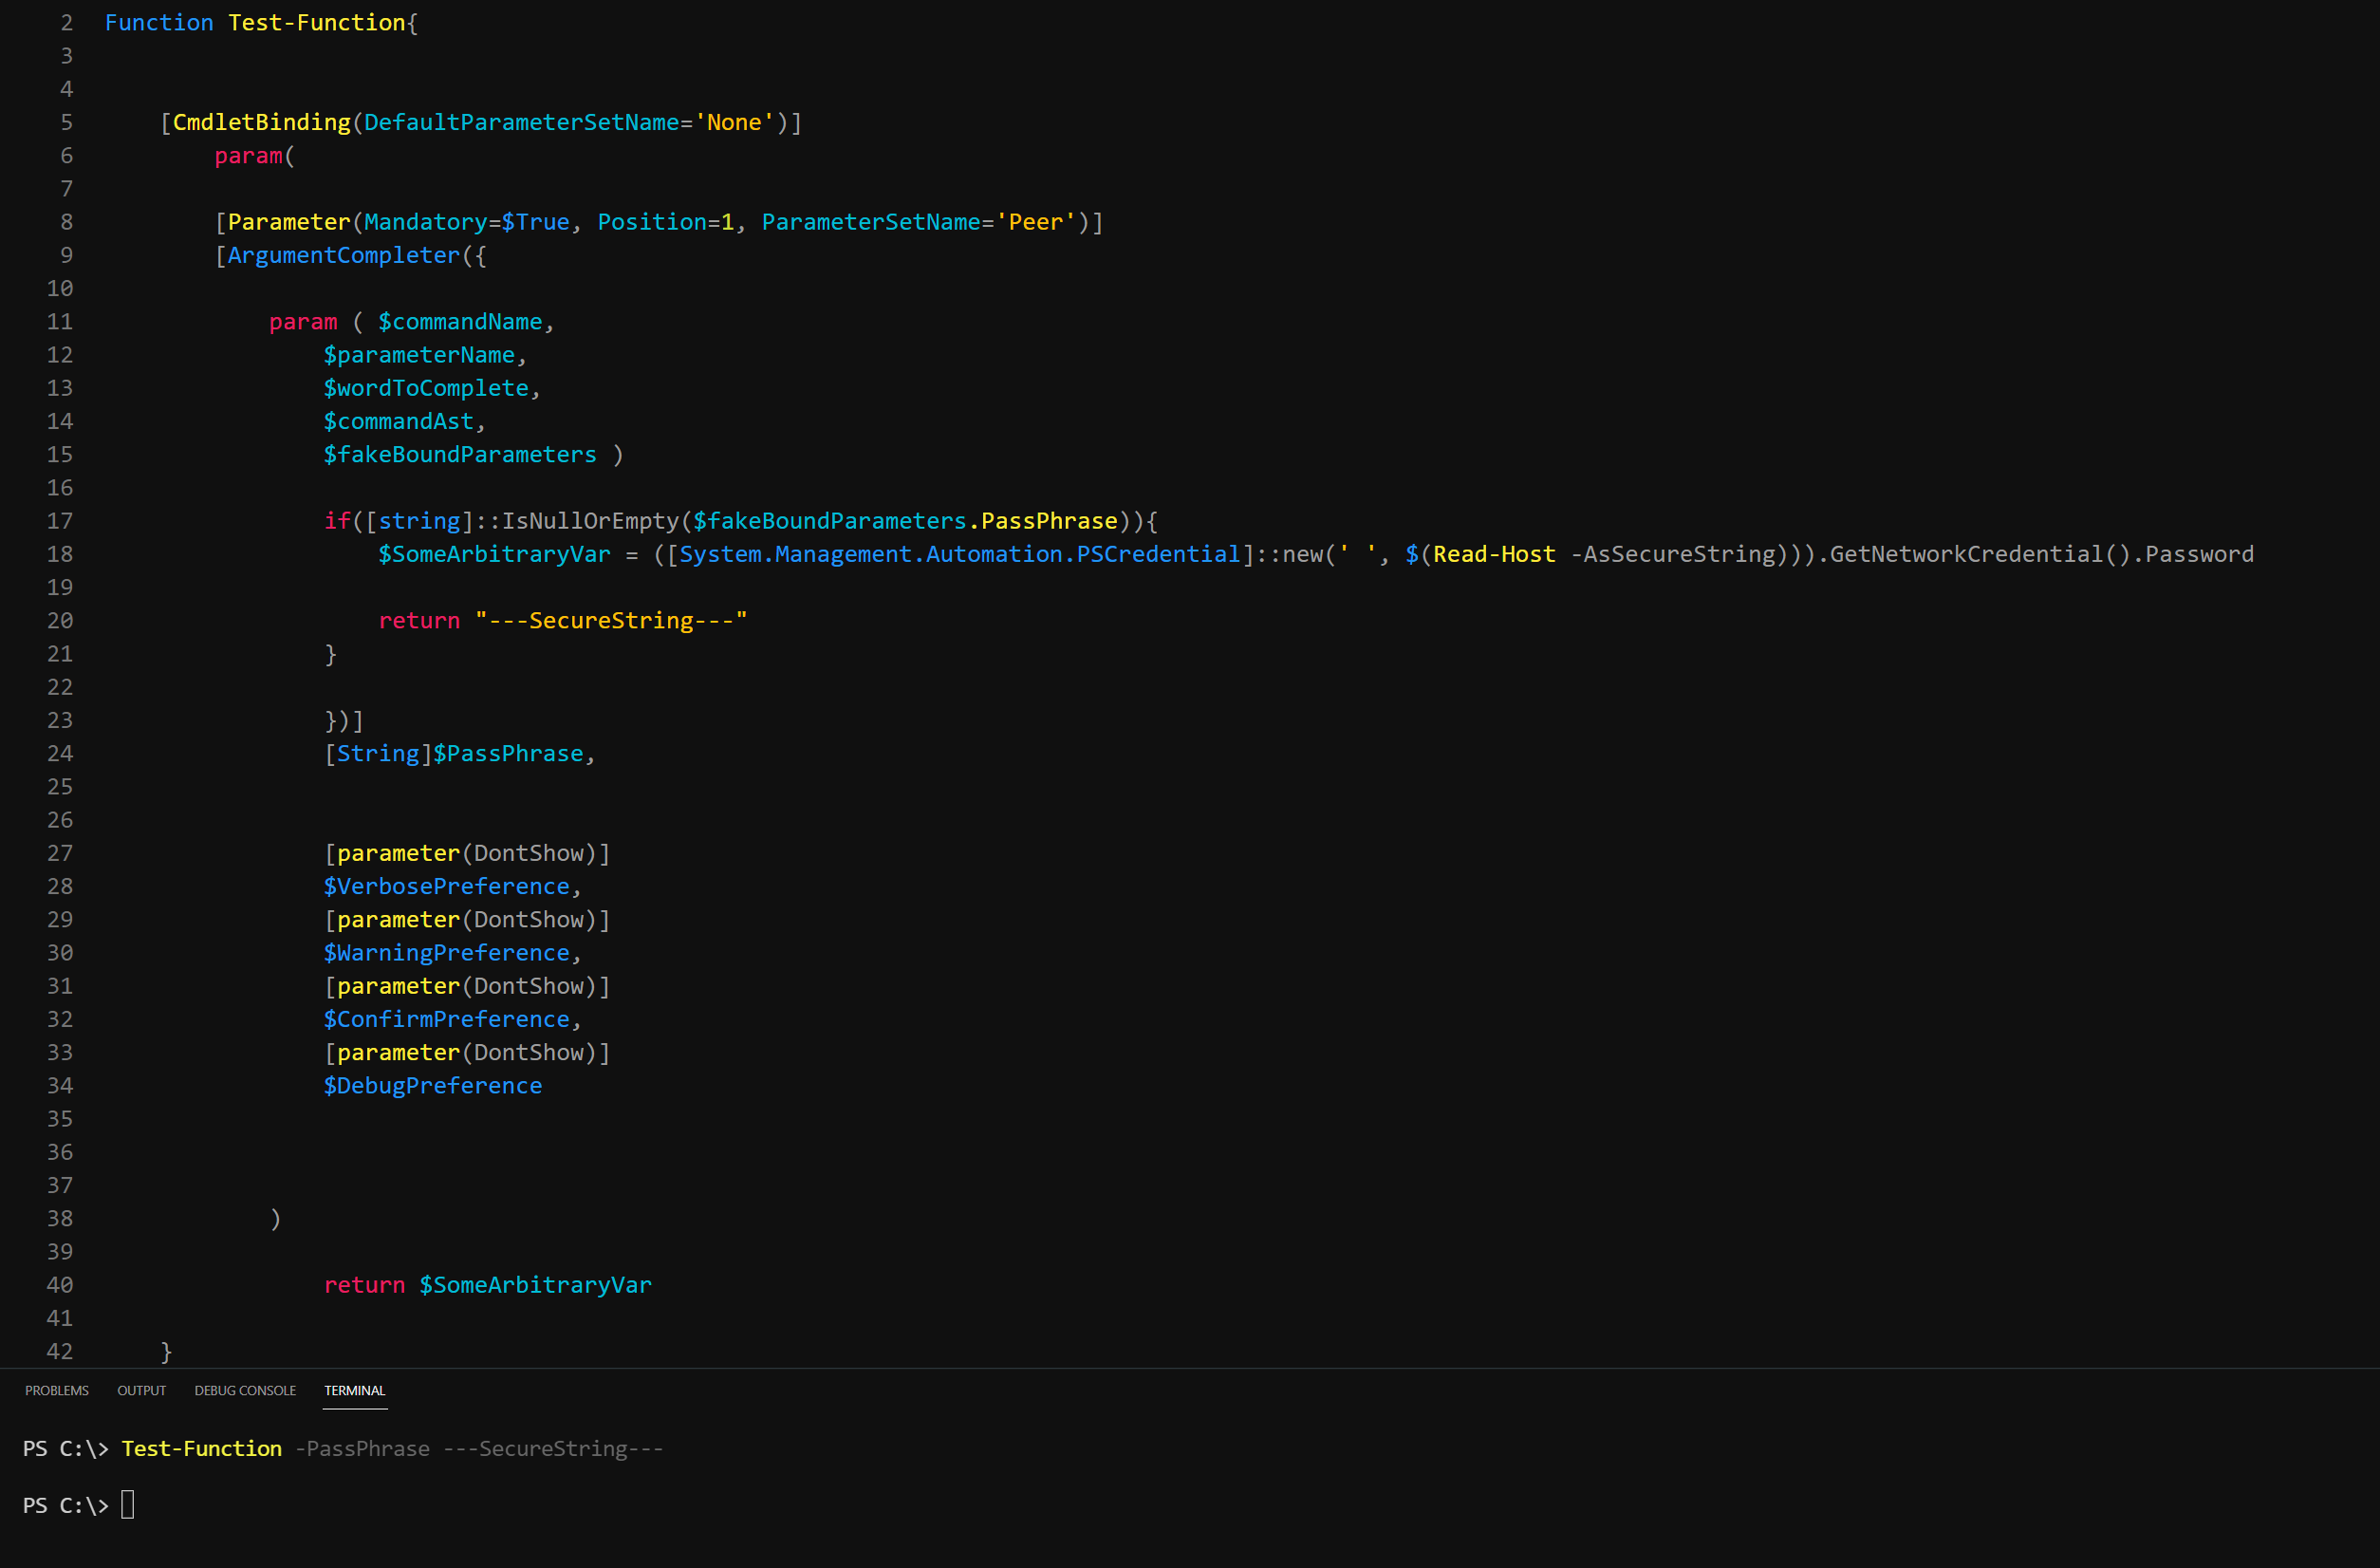 2 Function Test-Function{
3
4
5 [CmdletBinding(DefaultParameterSetName='None')]
6 param(
7
8 [Parameter(Mandatory=$True, Position=1, ParameterSetName='Peer')]
9 [ArgumentCompleter({
10
11 param ( $commandName,
12 $parameterName,
13 $wordToComplete,
14 $commandAst,
15 $fakeBoundParameters )
16
17 if([string]::IsNullOrEmpty($fakeBoundParameters.PassPhrase)){
18 $SomeArbitraryVar = ([System.Management.Automation.PSCredential]::new(' ', $(Read-Host -AsSecureString))).GetNetworkCredential().Password
19
20 return "---SecureString---"
21 }
22
23 })]
24 [String]$PassPhrase,
25
26
27 [parameter(DontShow)]
28 $VerbosePreference,
29 [parameter(DontShow)]
30 $WarningPreference,
31 [parameter(DontShow)]
32 $ConfirmPreference,
33 [parameter(DontShow)]
34 $DebugPreference
35
36
37
38 )
39
40 return $SomeArbitraryVar
41
42 }
PROBLEMS OUTPUT DEBUG CONSOLE TERMINAL
PS C:\> Test-Function -PassPhrase ---SecureString---
PS C:\>